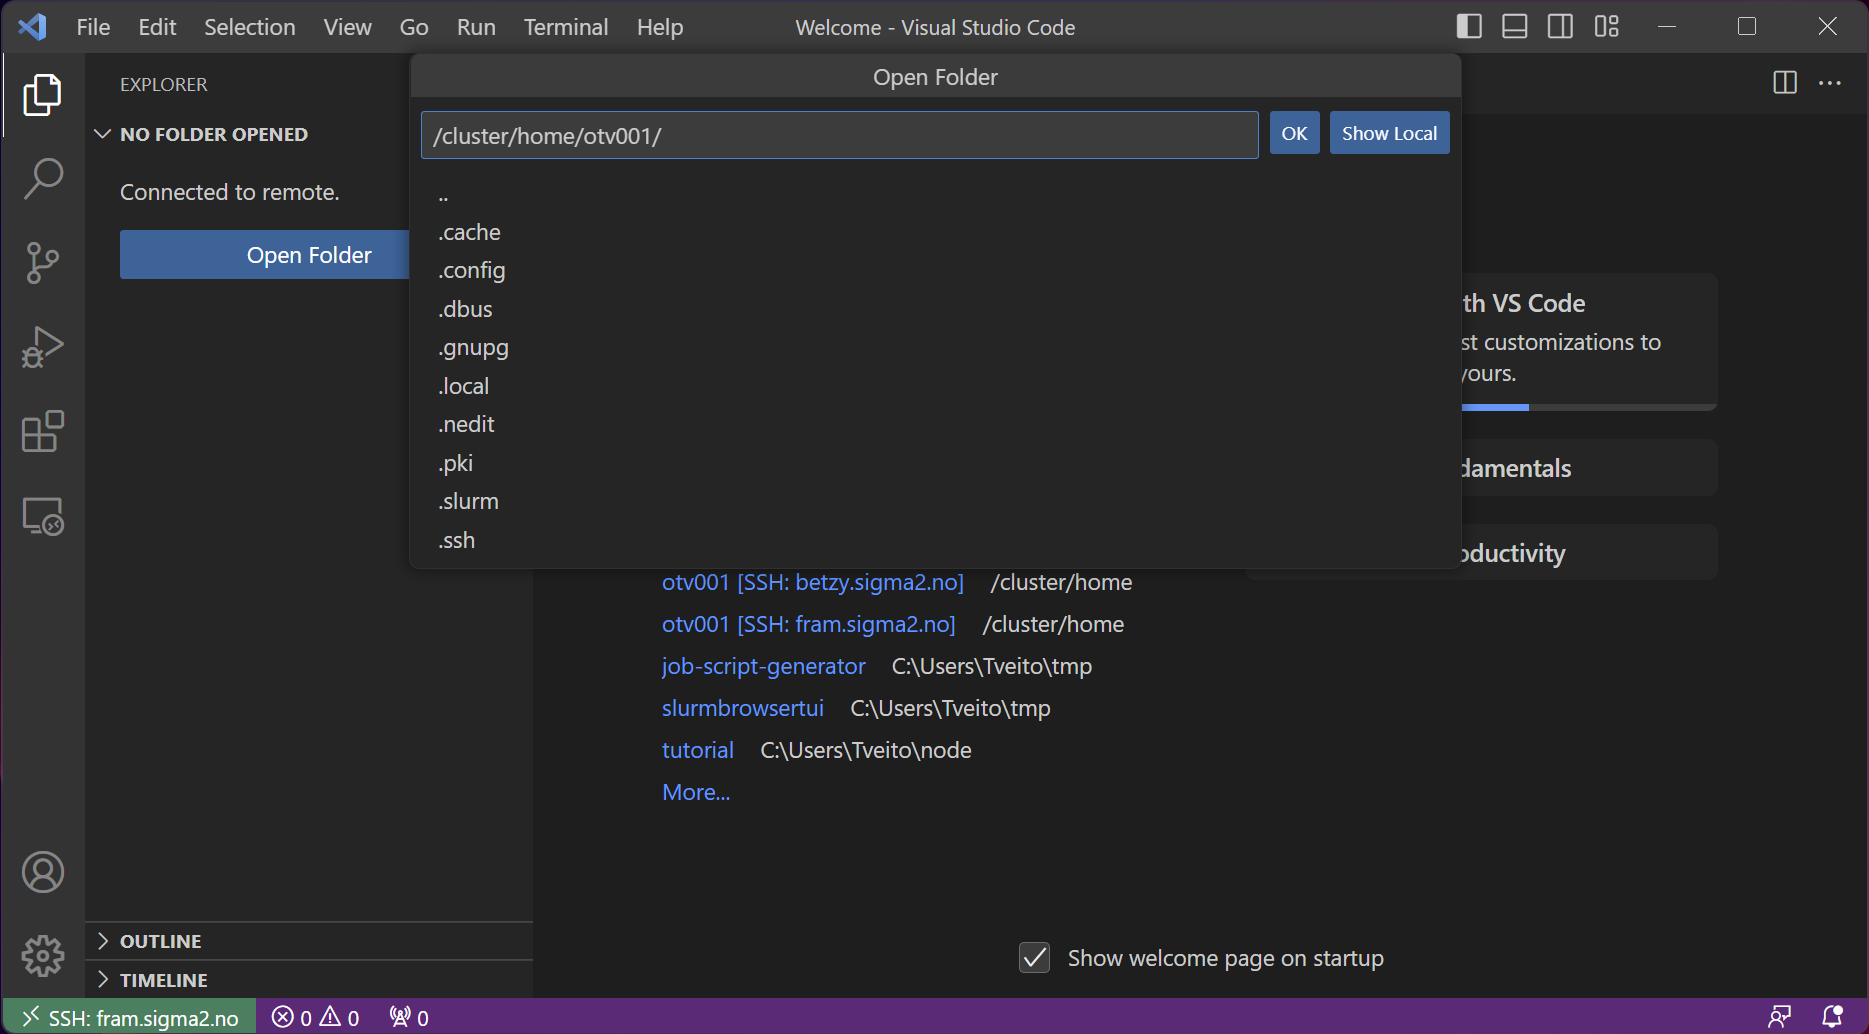 File Edit Selection View Go Run Terminal Help Welcome - Visual Studio Code
EXPLORER
NO FOLDER OPENED
Connected to remote.
Open Folder
Open Folder
/cluster/home/otv001/ OK Show Local
..
.cache
.config
.dbus
.gnupg
.local
.nedit
.pki
.slurm
.ssh
th VS Code
st customizations to
yours.
damentals
oductivity
otv001 [SSH: betzy.sigma2.no] /cluster/home
otv001 [SSH: fram.sigma2.no] /cluster/home
job-script-generator C:\Users\Tveito\tmp
slurmbrowsertui C:\Users\Tveito\tmp
tutorial C:\Users\Tveito\node
More...
Show welcome page on startup
OUTLINE
TIMELINE
SSH: fram.sigma2.no 0 0 0